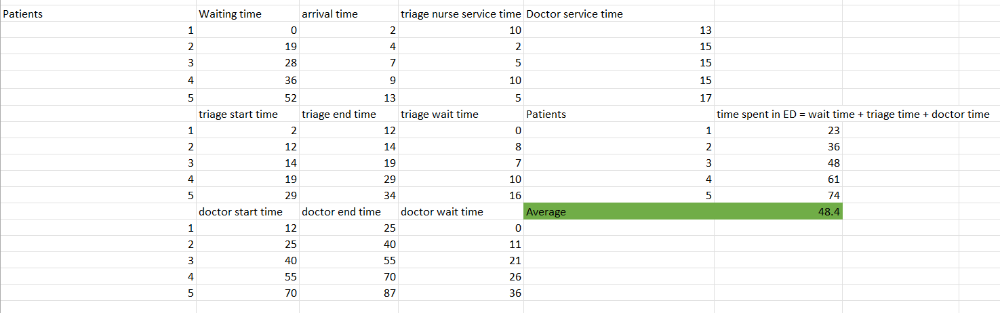 Patients Waiting time arrival time triage nurse service time Doctor service time
1 0 2 10 13
2 19 4 2 15
3 28 7 5 15
4 36 9 10 15
5 52 13 5 17
triage start time triage end time triage wait time Patients time spent in ED = wait time + triage time + doctor time
1 2 12 0 1 23
2 12 14 8 2 36
3 14 19 7 3 48
4 19 29 10 4 61
5 29 34 16 5 74
doctor start time doctor end time doctor wait time Average 48.4
1 12 25 0
2 25 40 11
3 40 55 21
4 55 70 26
5 70 87 36